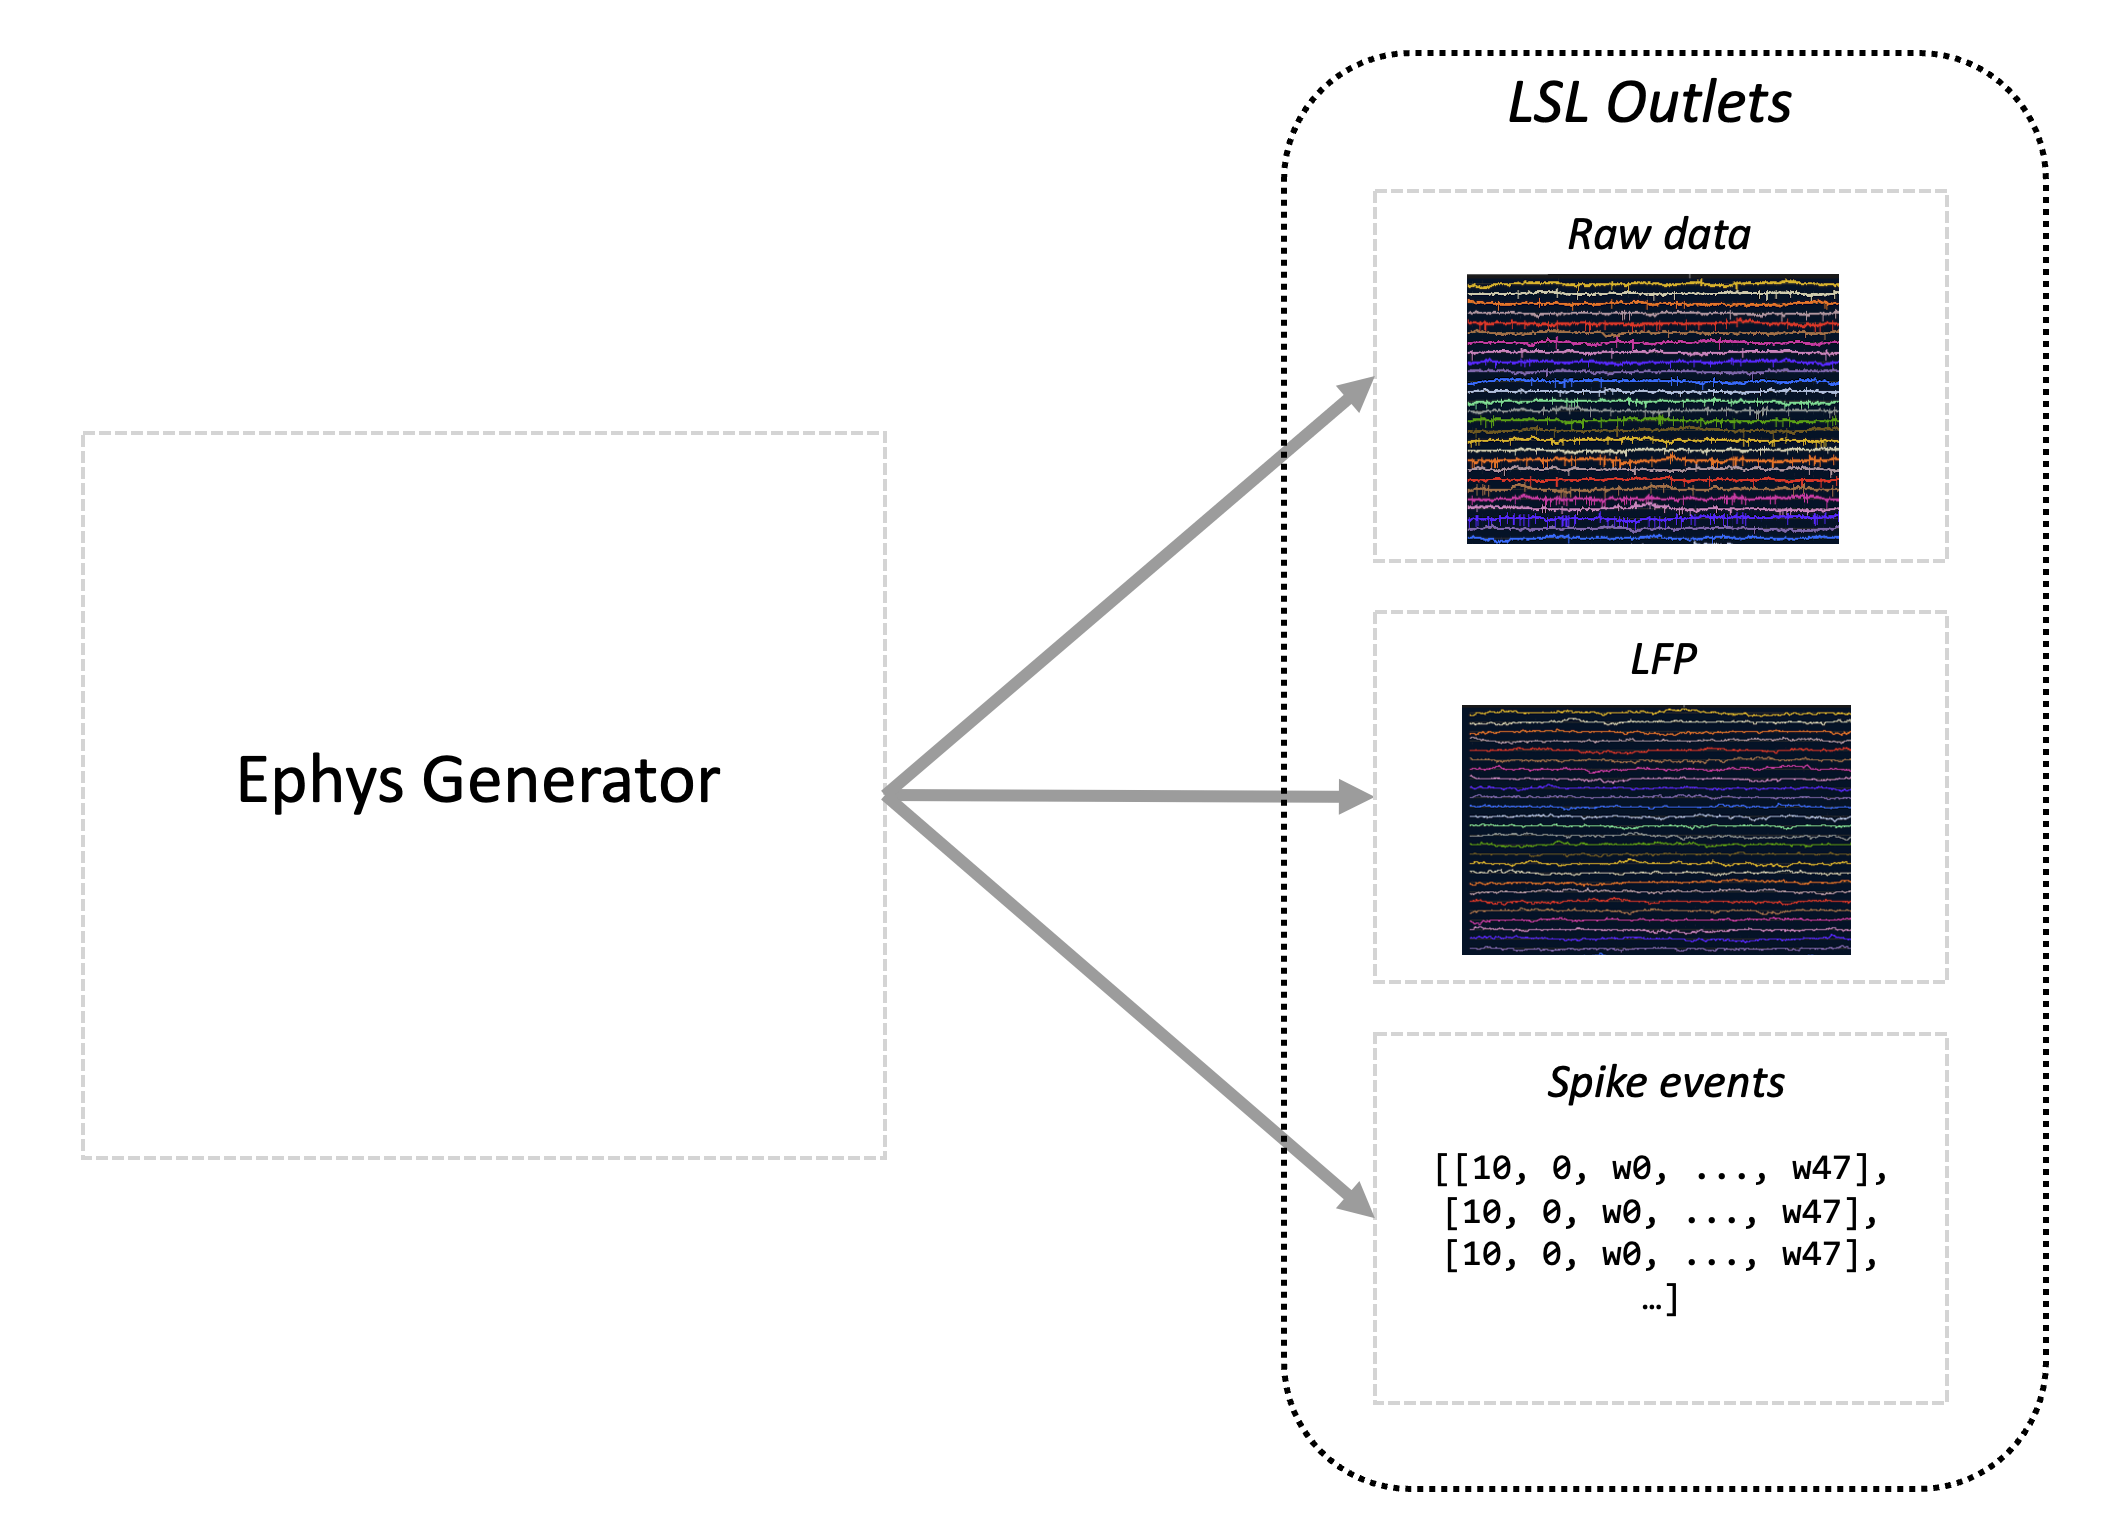 LSL Outlets
Raw data
Ephys Generator
LFP
Spike events
[[10, 0, w0, ..., w47],
[10, 0, w0, ..., w47],
[10, 0, w0, ..., w47],
…]